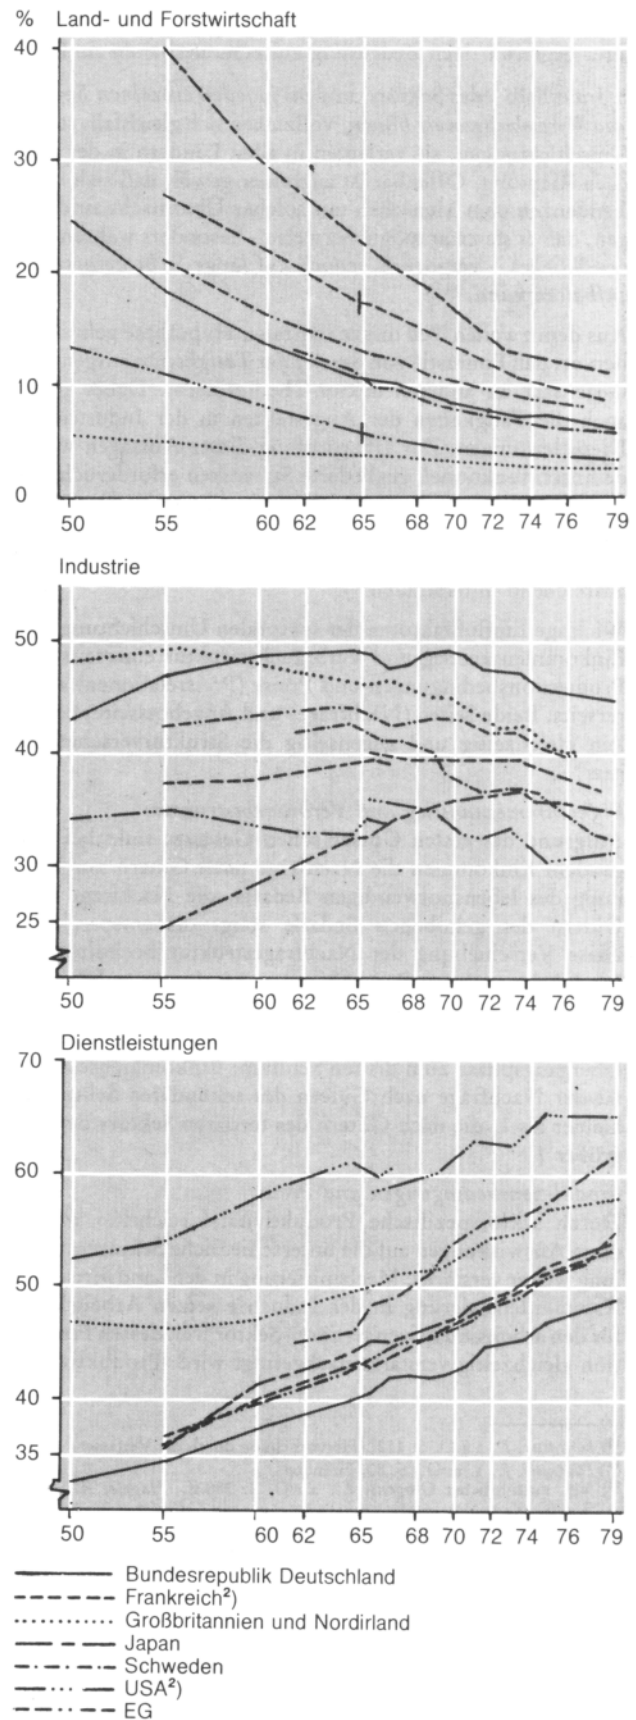 % Land- und Forstwirtschaft
40
30
20
10
0
50 55 60 62 65 68 70 72 74 76 79
Industrie
50
40
30
25
50 55 60 62 65 68 70 72 74 76 79
Dienstleistungen
70
60
50
40
35
50 55 60 62 65 68 70 72 74 76 79
Bundesrepublik Deutschland
Frankreich²)
Großbritannien und Nordirland
Japan
Schweden
USA²)
EG